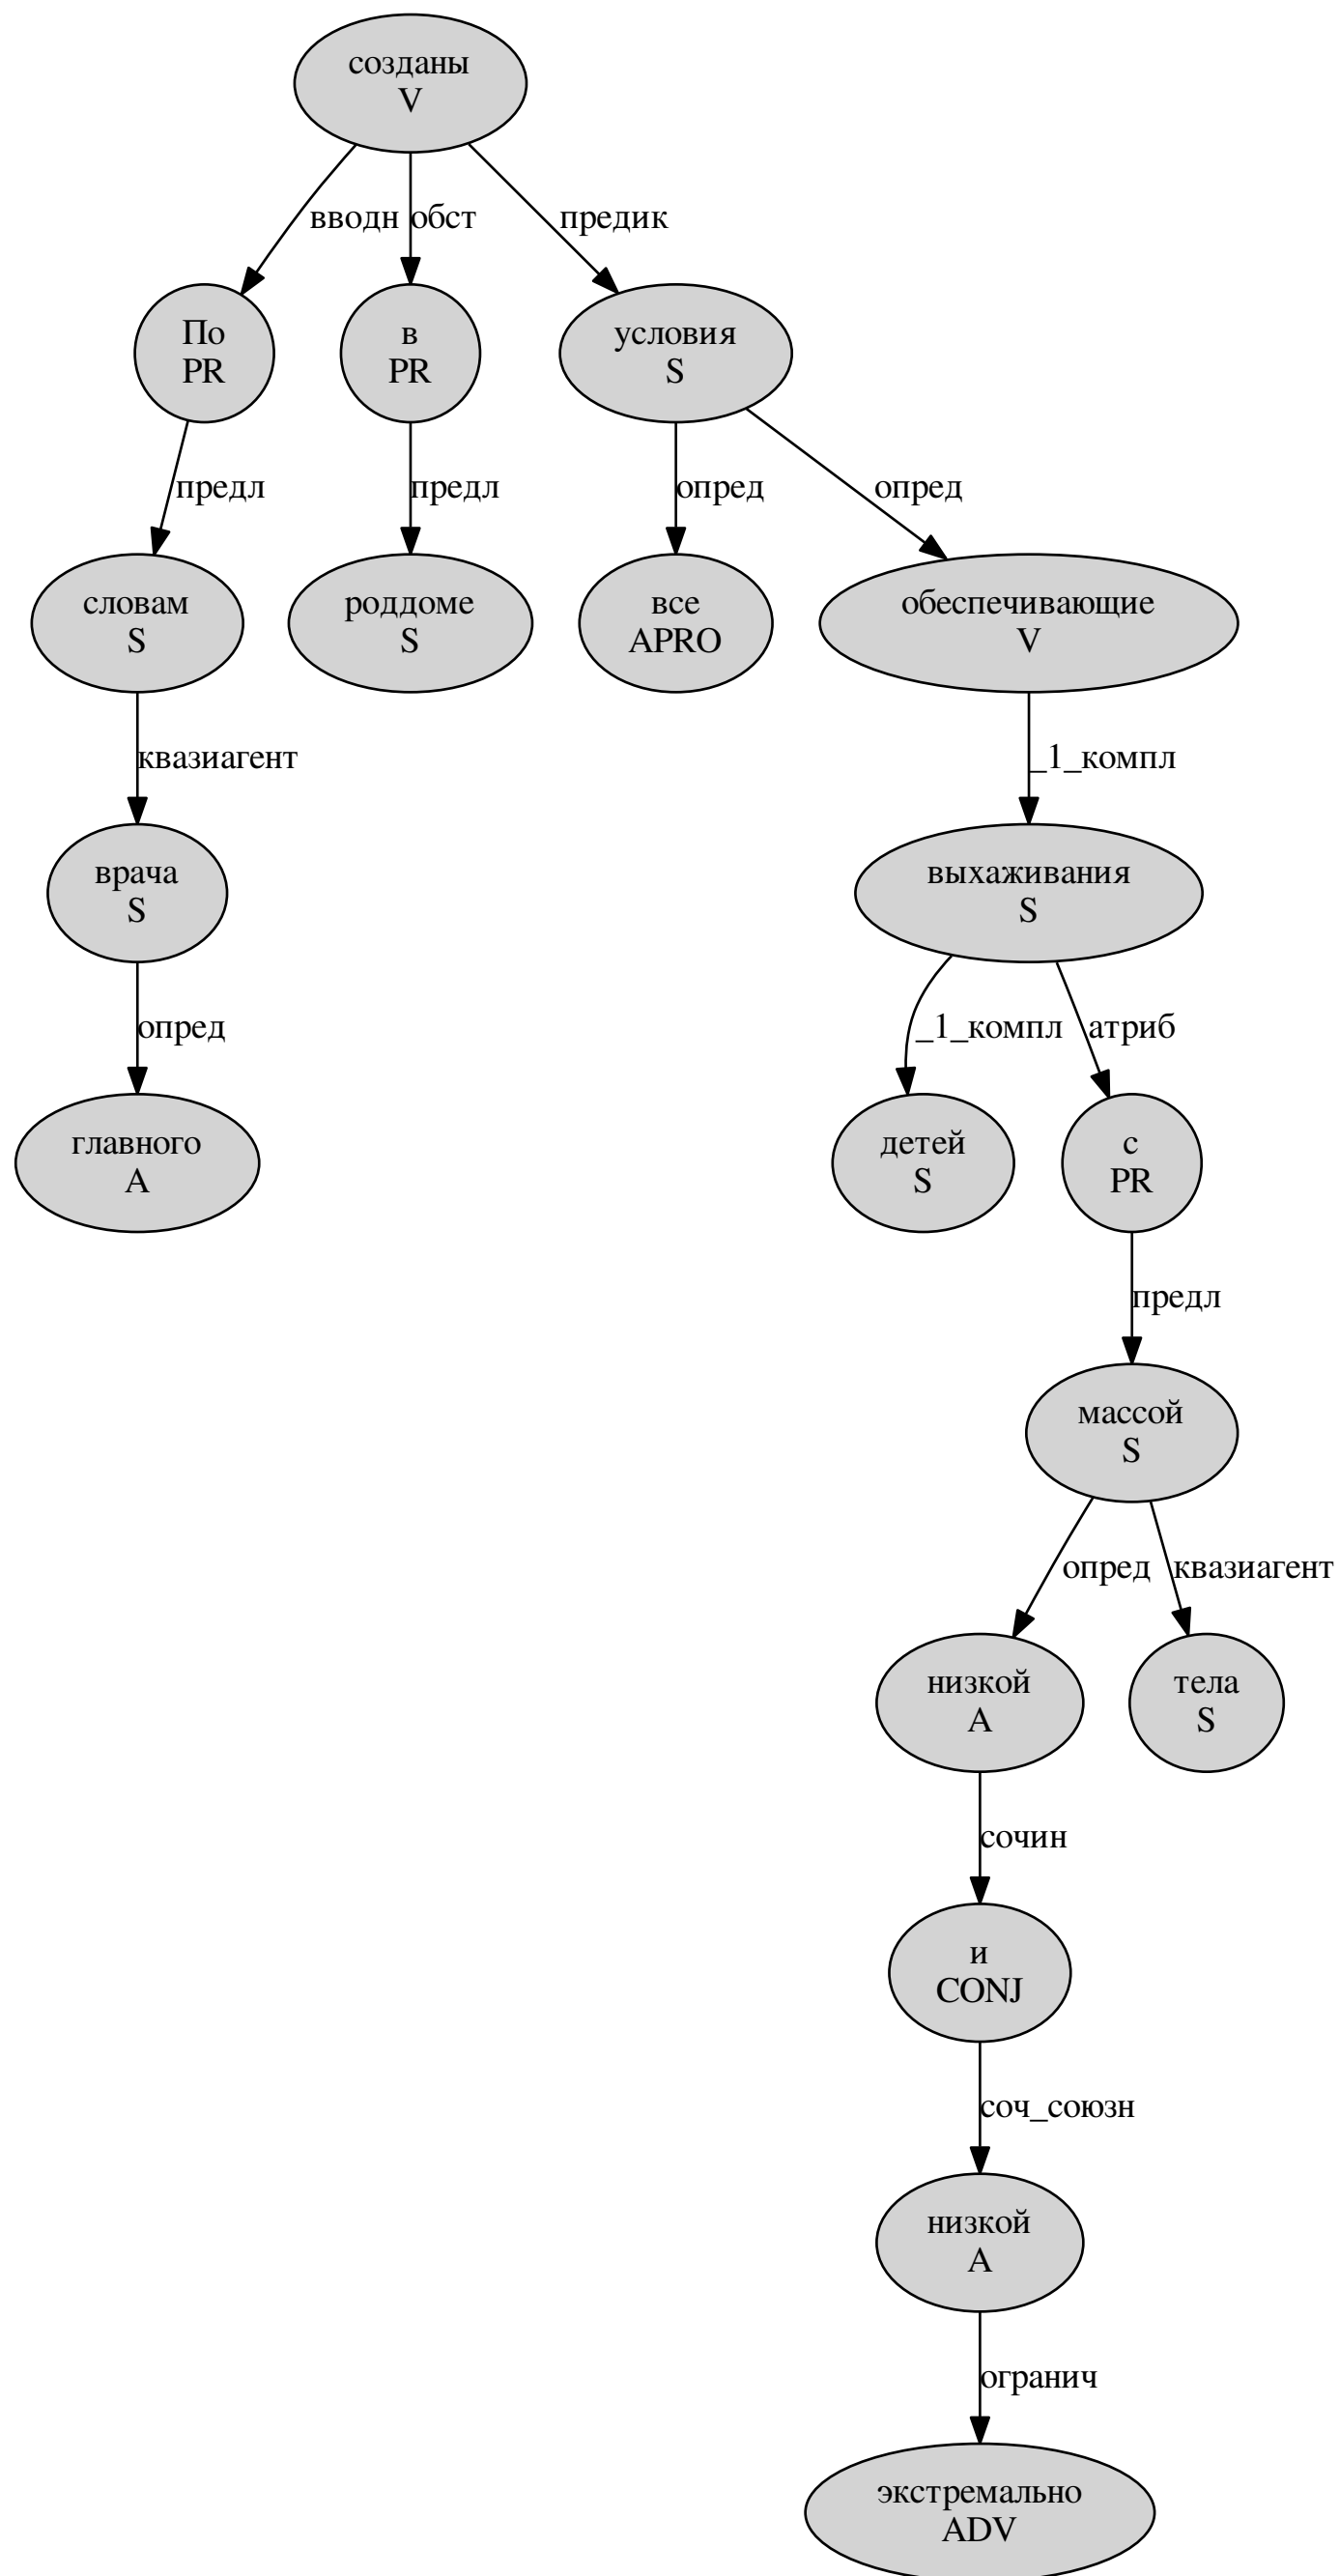 созданы
V
вводн
обст
предик
По
PR
в
PR
условия
S
предл
предл
опред
опред
словам
S
роддоме
S
все
APRO
обеспечивающие
V
квазиагент
_1_компл
врача
S
выхаживания
S
опред
_1_компл
атриб
главного
A
детей
S
с
PR
предл
массой
S
опред
квазиагент
низкой
A
тела
S
сочин
и
CONJ
соч_союзн
низкой
A
огранич
экстремально
ADV